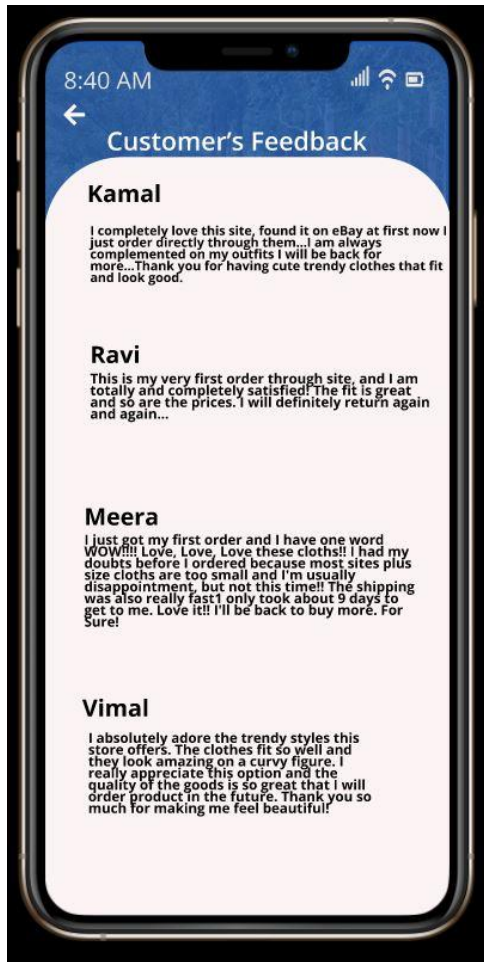 8:40 AM
Customer's Feedback
Kamal
I completely love this site, found it on eBay at first now I
just order directly through them...I am always
complemented on my outfits I will be back for
more...Thank you for having cute trendy clothes that fit
and look good.
Ravi
This is my very first order through site, and I am
totally and completely satisfied! The fit is great
and so are the prices. I will definitely return again
and again...
Meera
I just got my first order and I have one word
WOW!!!! Love, Love, Love these cloths!! I had my
doubts before I ordered because most sites plus
size cloths are too small and I'm usually
disappointment, but not this time!! The shipping
was also really fast1 only took about 9 days to
get to me. Love it!! I'll be back to buy more. For
Sure!
Vimal
I absolutely adore the trendy styles this
store offers. The clothes fit so well and
they look amazing on a curvy figure. I
really appreciate this option and the
quality of the goods is so great that I will
order product in the future. Thank you so
much for making me feel beautiful!